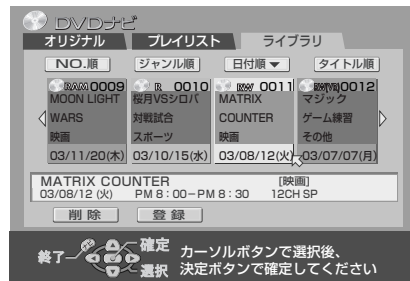 DVDナビ
オリジナル プレイリスト ライブラリ
NO.順 ジャンル順 日付順▼ タイトル順
RAM 0009 R 0010 RW 0011 RW(VR) 0012
MOON LIGHT 桜月VSシロバ MATRIX マジック
WARS 対戦試合 COUNTER ゲーム練習
映画 スポーツ 映画 その他
03/11/20(木) 03/10/15(水) 03/08/12(火) 03/07/07(月)
MATRIX COUNTER [映画]
03/08/12 (火) PM 8:00-PM 8:30 12CH SP
削除 登録
終了 確定 カーソルボタンで選択後、
選択 決定ボタンで確定してください